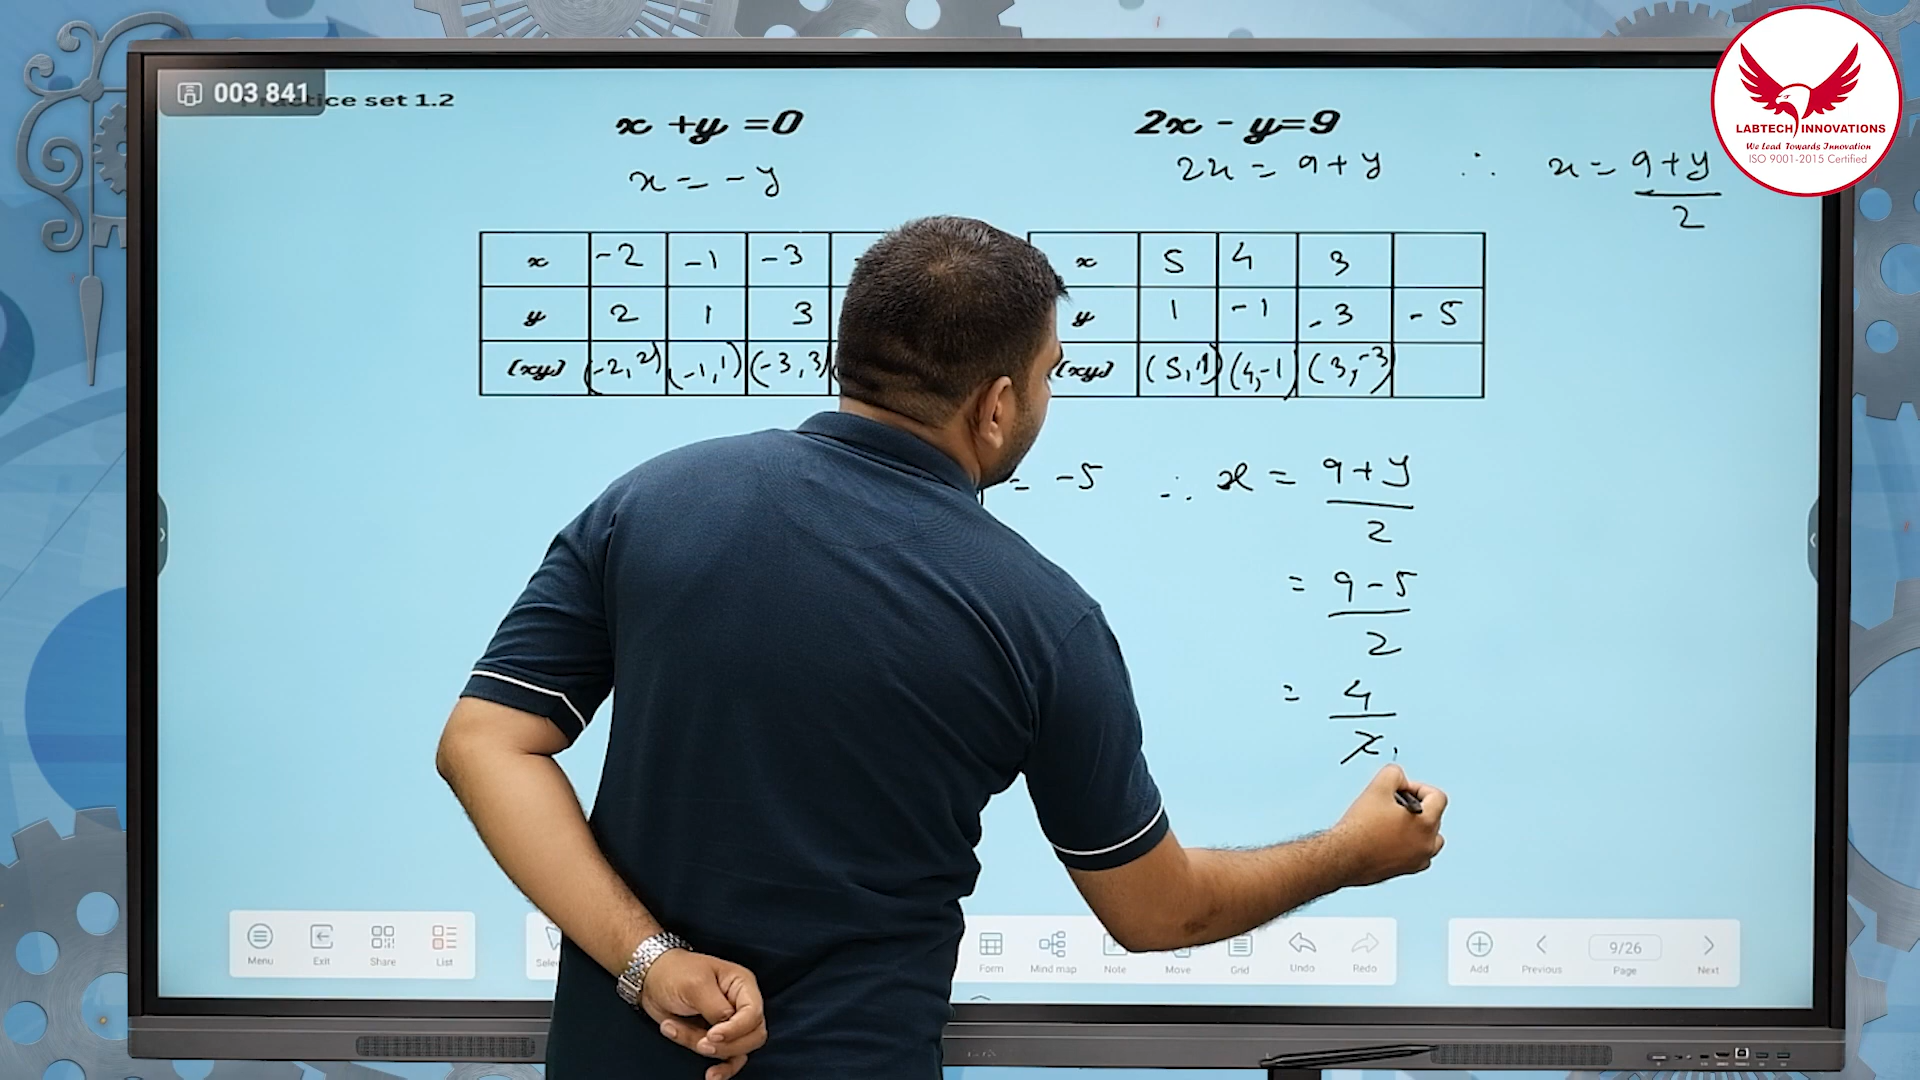 003 841
ice set 1.2
x + y = 0
x = - y
2x - y = 9
2x = 9 + y ∴ x = 9 + y
2
LABTECH INNOVATIONS
We Lead Towards Innovation
ISO 9001-2015 Certified
x -2 -1 -3
y 2 1 3
(xy) (-2, 2) (-1, 1) (-3, 3)
x 5 4 3
y 1 -1 -3 -5
(xy) (5, 1) (4, -1) (3, -3)
= -5 ∴ x = 9 + y
2
= 9 - 5
2
= 4
2
Menu Exit Share List
Form Mind map Note Move Grid Undo Redo
Add Previous 9/26 Page Next